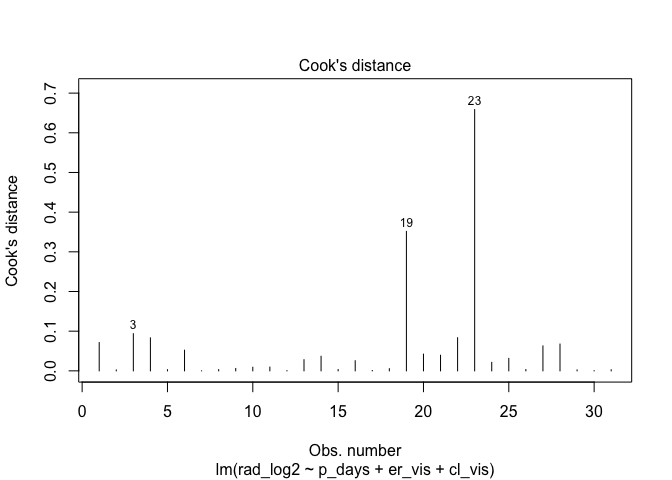 Cook's distance
Cook's distance
0.0 0.1 0.2 0.3 0.4 0.5 0.6 0.7
23
19
3
0 5 10 15 20 25 30
Obs. number
lm(rad_log2 ~ p_days + er_vis + cl_vis)